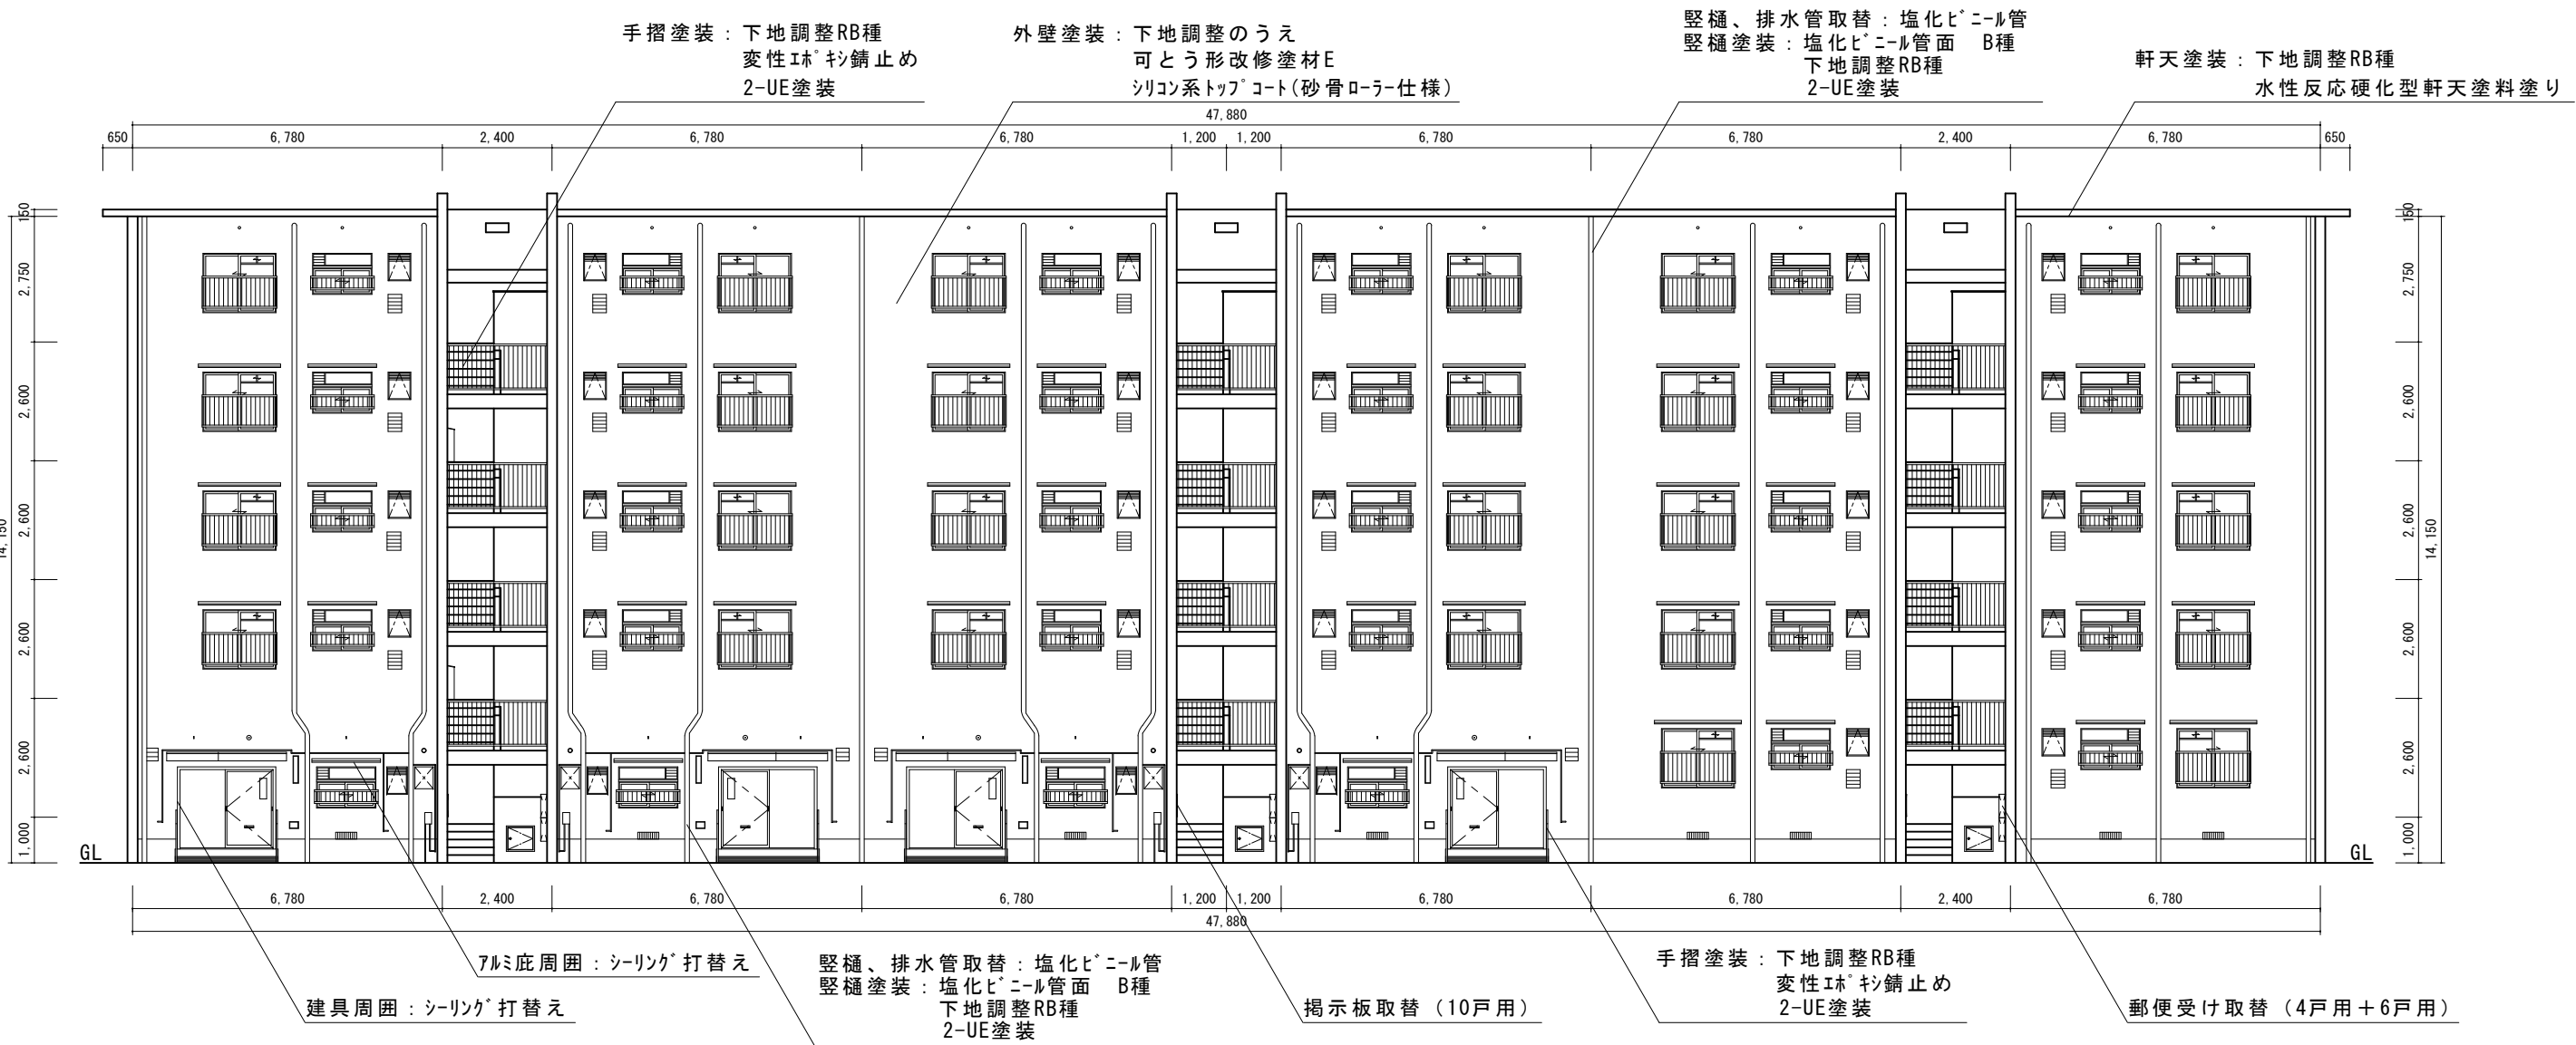 手摺塗装：下地調整RB種
変性ｴﾎﾟｷｼ錆止め
2-UE塗装
外壁塗装：下地調整のうえ
可とう形改修塗材E
ｼﾘｺﾝ系ﾄｯﾌﾟｺｰﾄ(砂骨ﾛｰﾗｰ仕様)
竪樋、排水管取替：塩化ﾋﾞﾆｰﾙ管
竪樋塗装：塩化ﾋﾞﾆｰﾙ管面　B種
下地調整RB種
2-UE塗装
軒天塗装：下地調整RB種
水性反応硬化型軒天塗料塗り
47,880
650 6,780 2,400 6,780 6,780 1,200 1,200 6,780 6,780 2,400 6,780 650
150
2,750
2,600
2,600
2,600
2,600
1,000
14,150
GL
150
2,750
2,600
2,600
2,600
2,600
1,000
14,150
GL
6,780 2,400 6,780 6,780 1,200 1,200 6,780 6,780 2,400 6,780
47,880
ｱﾙﾐ庇周囲：ｼｰﾘﾝｸﾞ打替え
建具周囲：ｼｰﾘﾝｸﾞ打替え
竪樋、排水管取替：塩化ﾋﾞﾆｰﾙ管
竪樋塗装：塩化ﾋﾞﾆｰﾙ管面　B種
下地調整RB種
2-UE塗装
掲示板取替（10戸用）
手摺塗装：下地調整RB種
変性ｴﾎﾟｷｼ錆止め
2-UE塗装
郵便受け取替（4戸用＋6戸用）